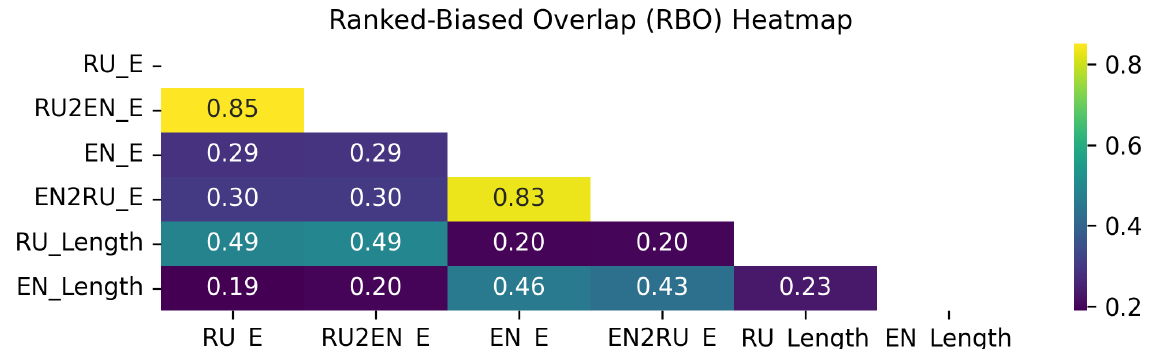 Ranked-Biased Overlap (RBO) Heatmap
RU_E
RU2EN_E 0.85
EN_E 0.29 0.29
EN2RU_E 0.30 0.30 0.83
RU_Length 0.49 0.49 0.20 0.20
EN_Length 0.19 0.20 0.46 0.43 0.23
RU_E RU2EN_E EN_E EN2RU_E RU_Length EN_Length
0.8
0.6
0.4
0.2